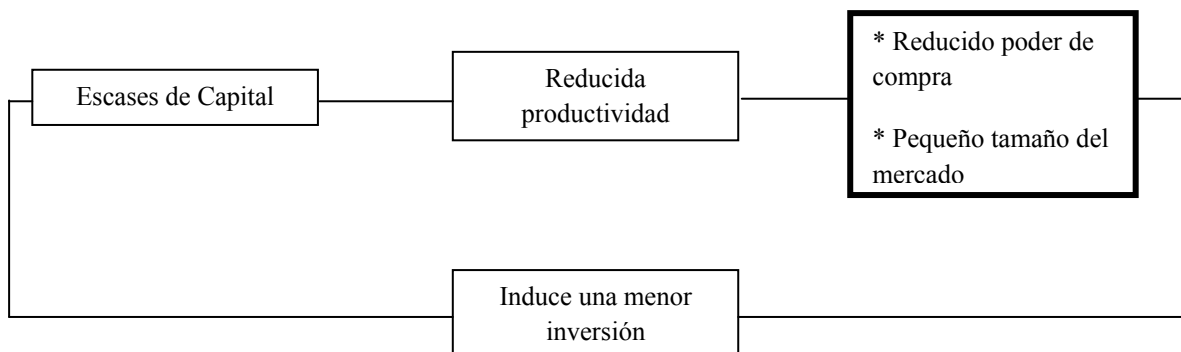 Escases de Capital
Reducida
productividad
* Reducido poder de
compra
* Pequeño tamaño del
mercado
Induce una menor
inversión